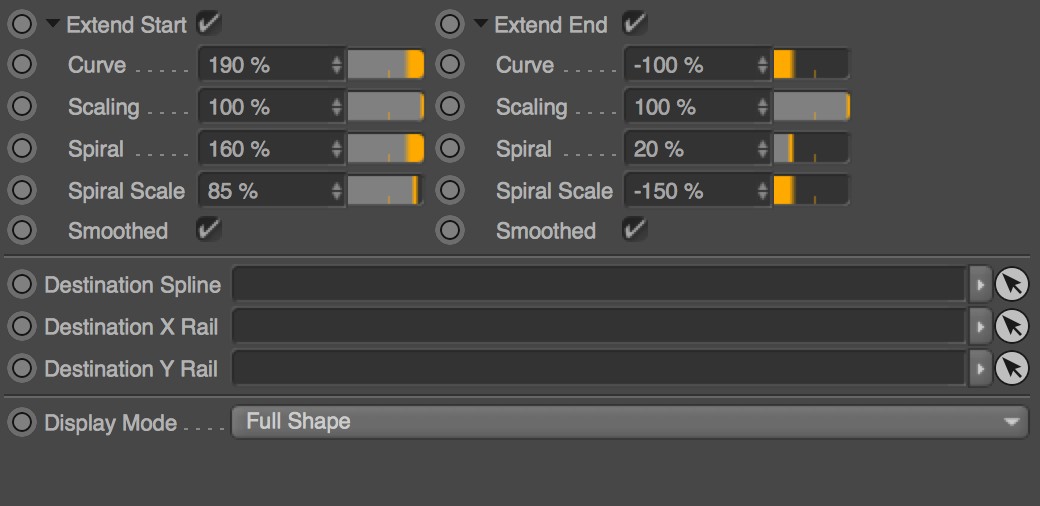 Extend Start Extend End
Curve ..... 190 % Curve ..... -100 %
Scaling .... 100 % Scaling .... 100 %
Spiral ..... 160 % Spiral ..... 20 %
Spiral Scale 85 % Spiral Scale -150 %
Smoothed Smoothed
Destination Spline
Destination X Rail
Destination Y Rail
Display Mode .... Full Shape